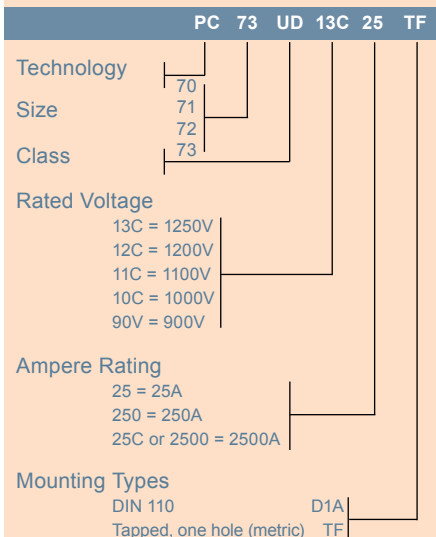 PC 73 UD 13C 25 TF
Technology
70
Size
71
72
Class
73
Rated Voltage
13C = 1250V
12C = 1200V
11C = 1100V
10C = 1000V
90V = 900V
Ampere Rating
25 = 25A
250 = 250A
25C or 2500 = 2500A
Mounting Types
DIN 110 D1A
Tapped, one hole (metric) TF